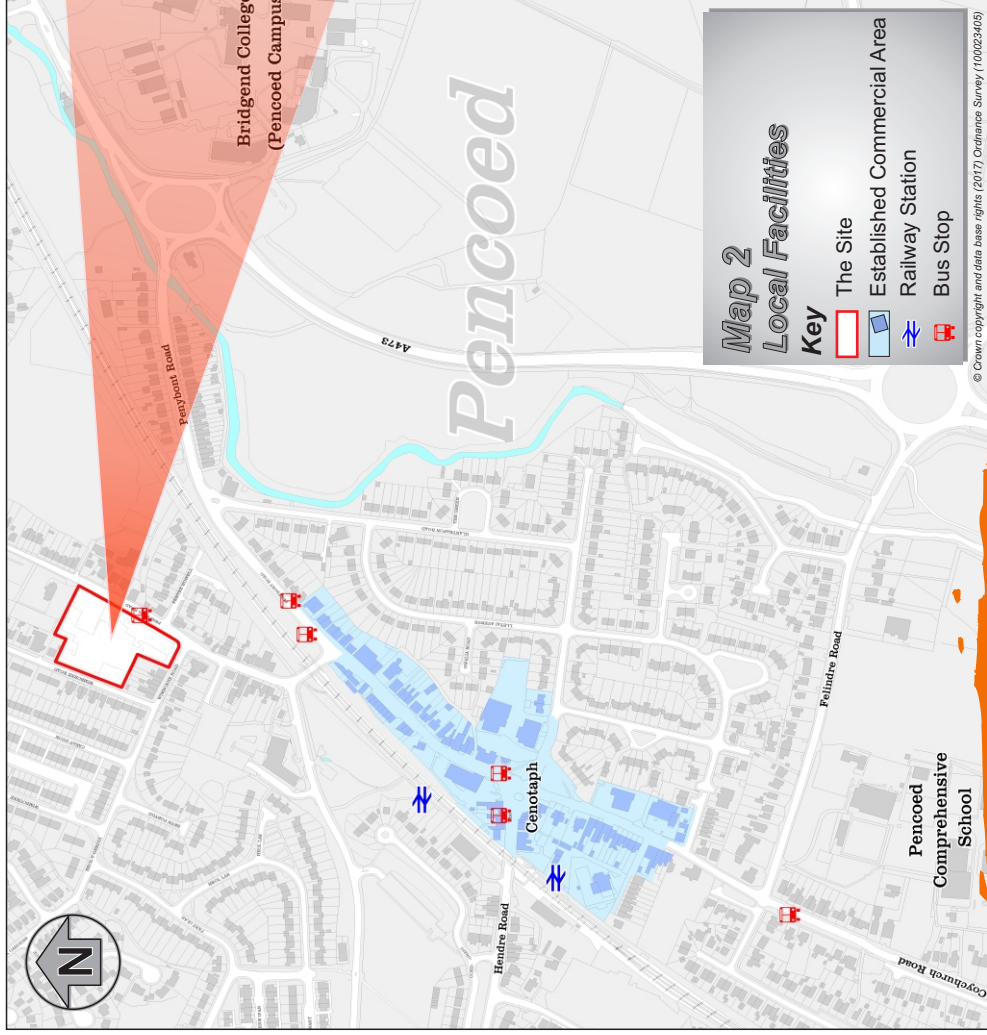 Bridgend College
(Pencoed Campus
Penybont Road
A473
Pencoed
Cenotaph
Hendre Road
Felindre Road
Pencoed
Comprehensive
School
Coychurch Road
N
Map 2
Local Facilities
Key
The Site
Established Commercial Area
Railway Station
Bus Stop
© Crown copyright and data base rights (2017) Ordnance Survey (100023405)